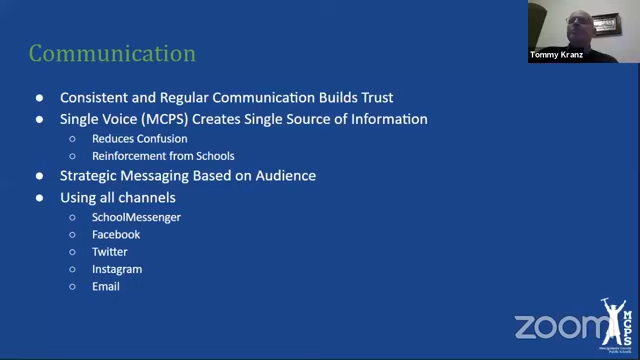 Communication
Tommy Kranz
● Consistent and Regular Communication Builds Trust
● Single Voice (MCPS) Creates Single Source of Information
○ Reduces Confusion
○ Reinforcement from Schools
● Strategic Messaging Based on Audience
● Using all channels
○ SchoolMessenger
○ Facebook
○ Twitter
○ Instagram
○ Email
zoom
MCPS